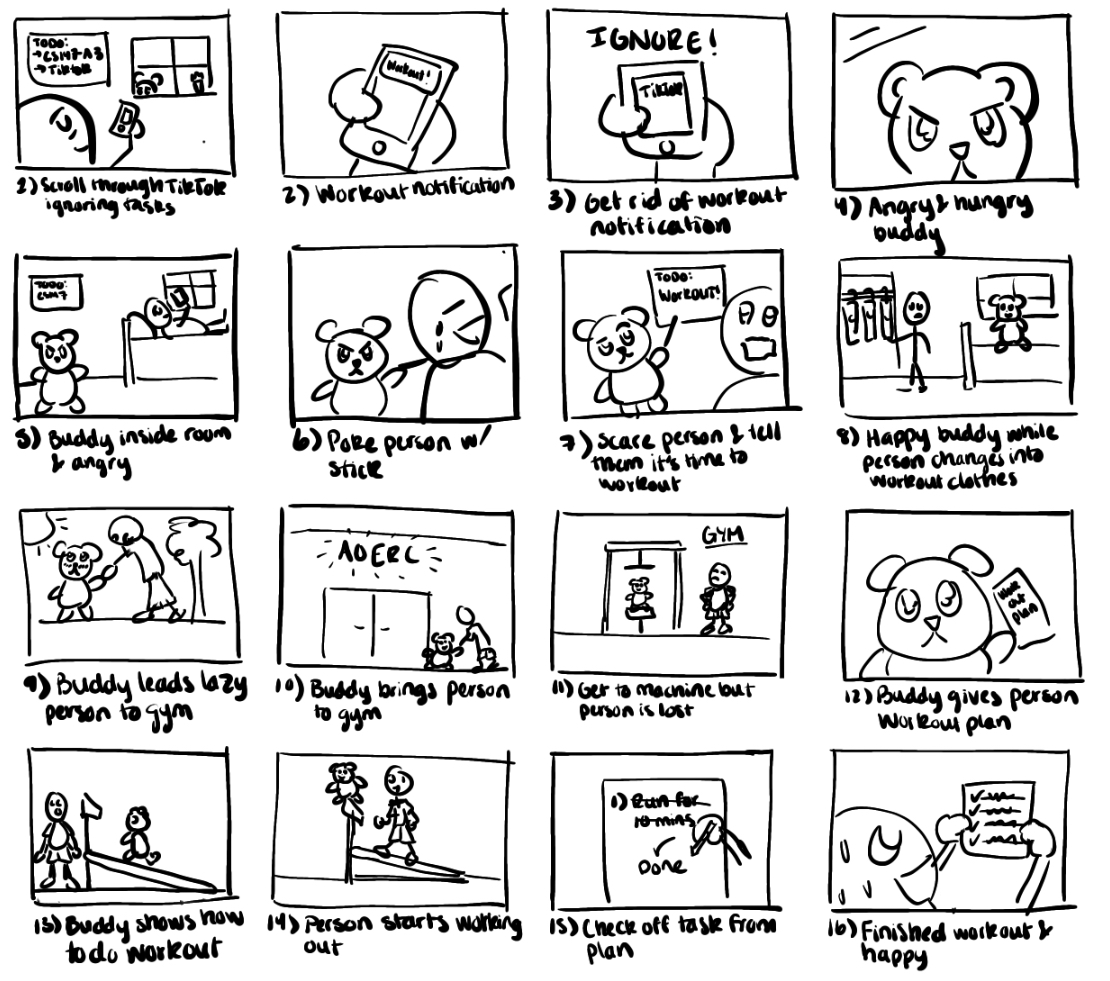 TODO:
→CS147-A3
→TikTok
1) Scroll through TikTok
ignoring tasks
Workout!
2) Workout notification
IGNORE!
TikTok
3) Get rid of workout
notification
4) Angry & hungry
buddy
TODO:
CS147
5) Buddy inside room
& angry
6) Poke person w/
stick
TODO:
WORKOUT!
7) Scare person & tell
them it's time to
workout
8) Happy buddy while
person changes into
workout clothes
9) Buddy leads lazy
person to gym
AOERC
10) Buddy brings person
to gym
GYM
11) Get to machine but
person is lost
Work
out
plan
12) Buddy gives person
workout plan
13) Buddy shows how
to do workout
14) Person starts working
out
1) Run for
10 mins
Done
15) Check off task from
plan
16) Finished workout &
happy